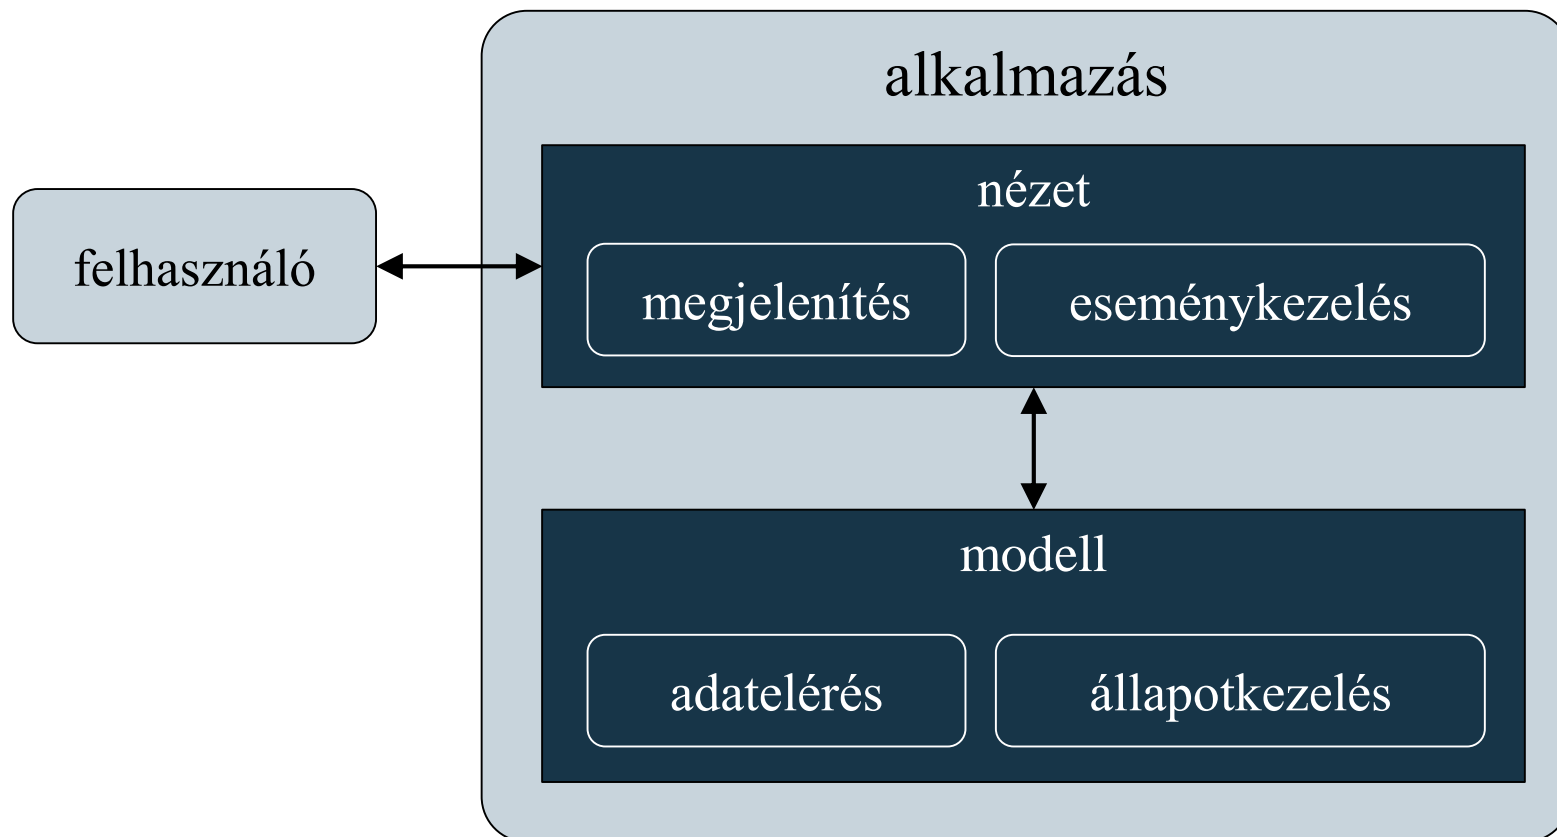 alkalmazás
nézet
felhasználó
megjelenítés
eseménykezelés
modell
adatelérés
állapotkezelés